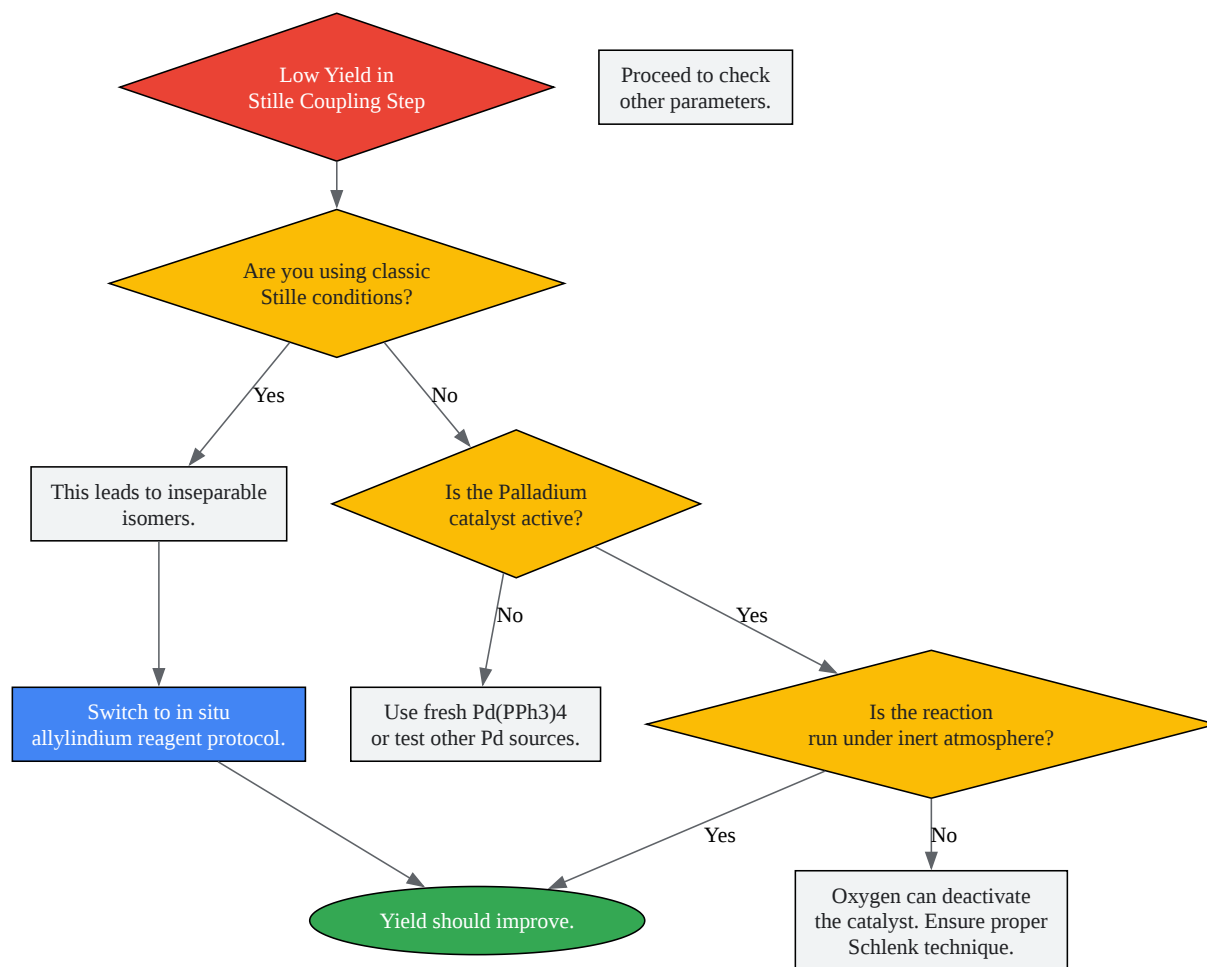 Low Yield in
Stille Coupling Step
Proceed to check
other parameters.
Are you using classic
Stille conditions?
Yes
No
This leads to inseparable
isomers.
Is the Palladium
catalyst active?
No
Yes
Switch to in situ
allylindium reagent protocol.
Use fresh Pd(PPh3)4
or test other Pd sources.
Is the reaction
run under inert atmosphere?
Yes
No
Yield should improve.
Oxygen can deactivate
the catalyst. Ensure proper
Schlenk technique.